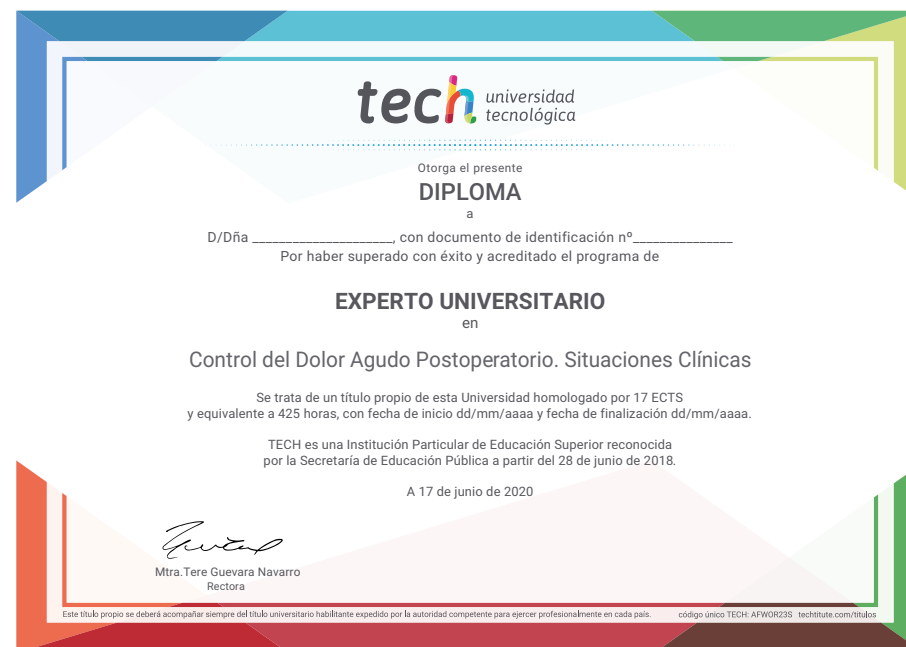 tech universidad
tecnológica
Otorga el presente
DIPLOMA
a
D/Dña _____________________, con documento de identificación nº_______________
Por haber superado con éxito y acreditado el programa de
EXPERTO UNIVERSITARIO
en
Control del Dolor Agudo Postoperatorio. Situaciones Clínicas
Se trata de un título propio de esta Universidad homologado por 17 ECTS
y equivalente a 425 horas, con fecha de inicio dd/mm/aaaa y fecha de finalización dd/mm/aaaa.
TECH es una Institución Particular de Educación Superior reconocida
por la Secretaría de Educación Pública a partir del 28 de junio de 2018.
A 17 de junio de 2020
Mtra.Tere Guevara Navarro
Rectora
Este título propio se deberá acompañar siempre del título universitario habilitante expedido por la autoridad competente para ejercer profesionalmente en cada país. código único TECH: AFWOR23S techtitute.com/titulos